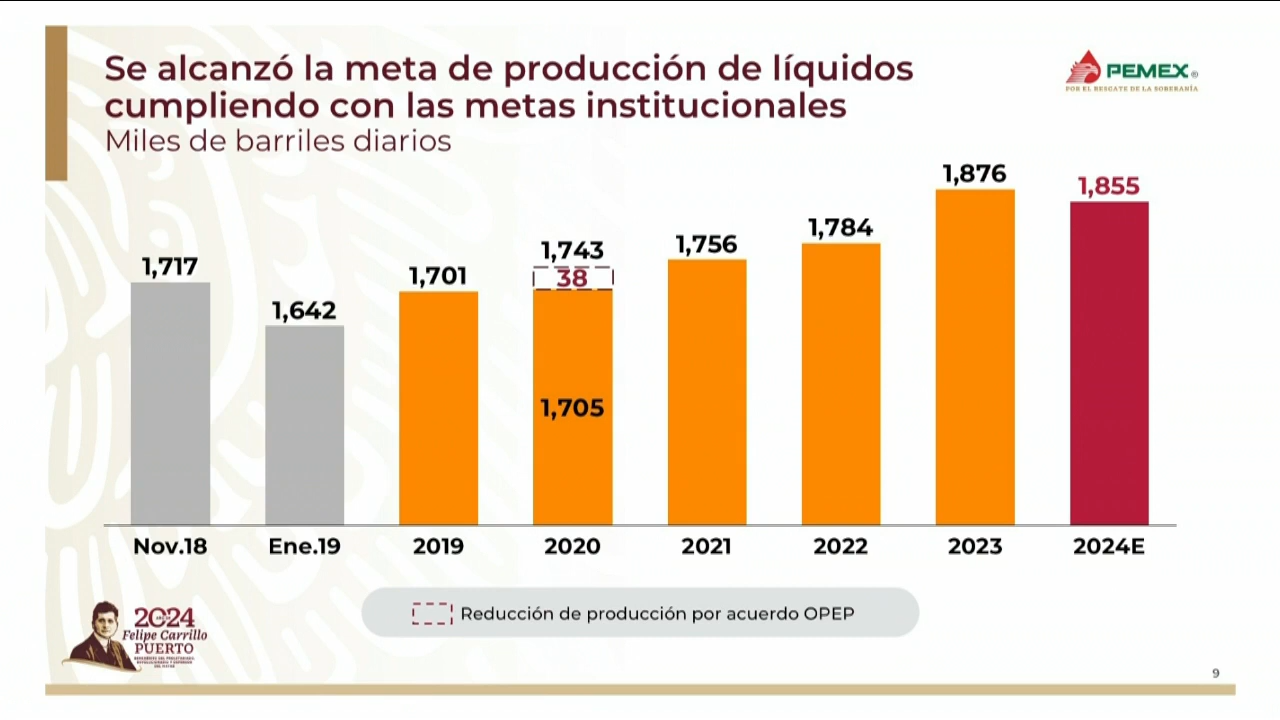 Se alcanzó la meta de producción de líquidos
cumpliendo con las metas institucionales
Miles de barriles diarios
PEMEX®
POR EL RESCATE DE LA SOBERANÍA
1,717
1,642
1,701
1,743
38
1,705
1,756
1,784
1,876
1,855
Nov.18
Ene.19
2019
2020
2021
2022
2023
2024E
Reducción de producción por acuerdo OPEP
2024
Felipe Carrillo
PUERTO
9